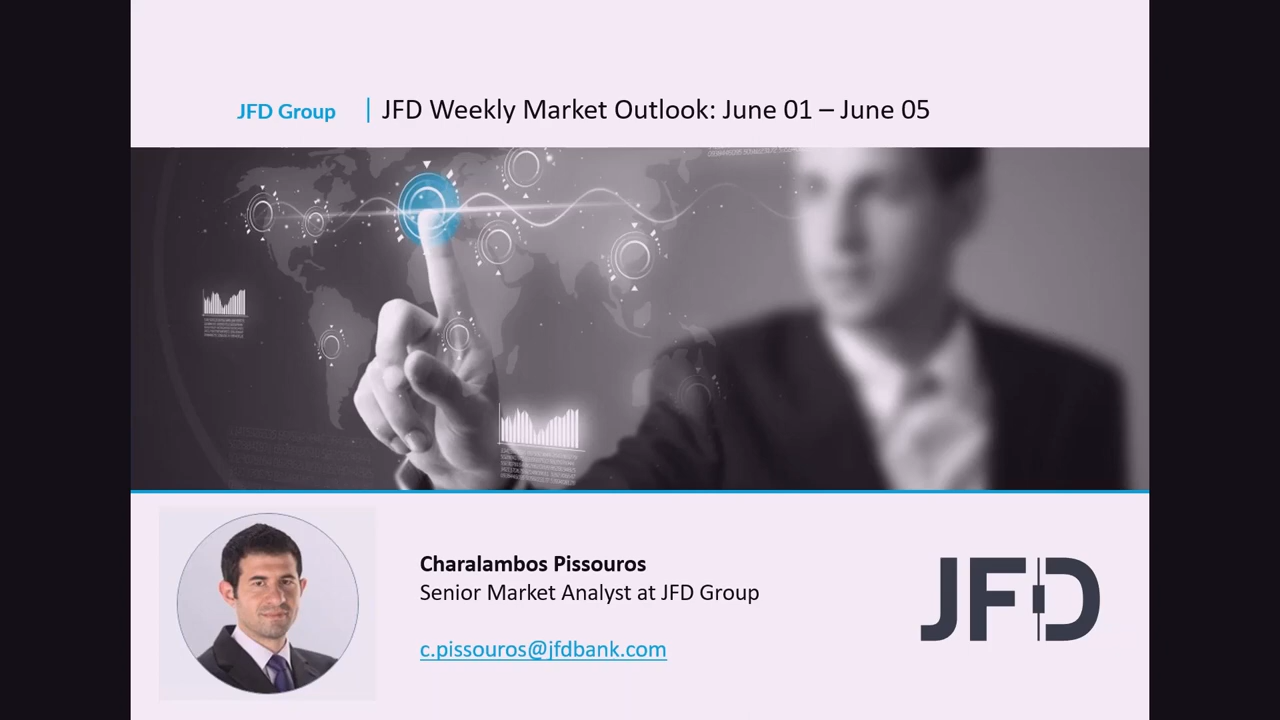 JFD Group | JFD Weekly Market Outlook: June 01 – June 05
Charalambos Pissouros
Senior Market Analyst at JFD Group
c.pissouros@jfdbank.com
JFD